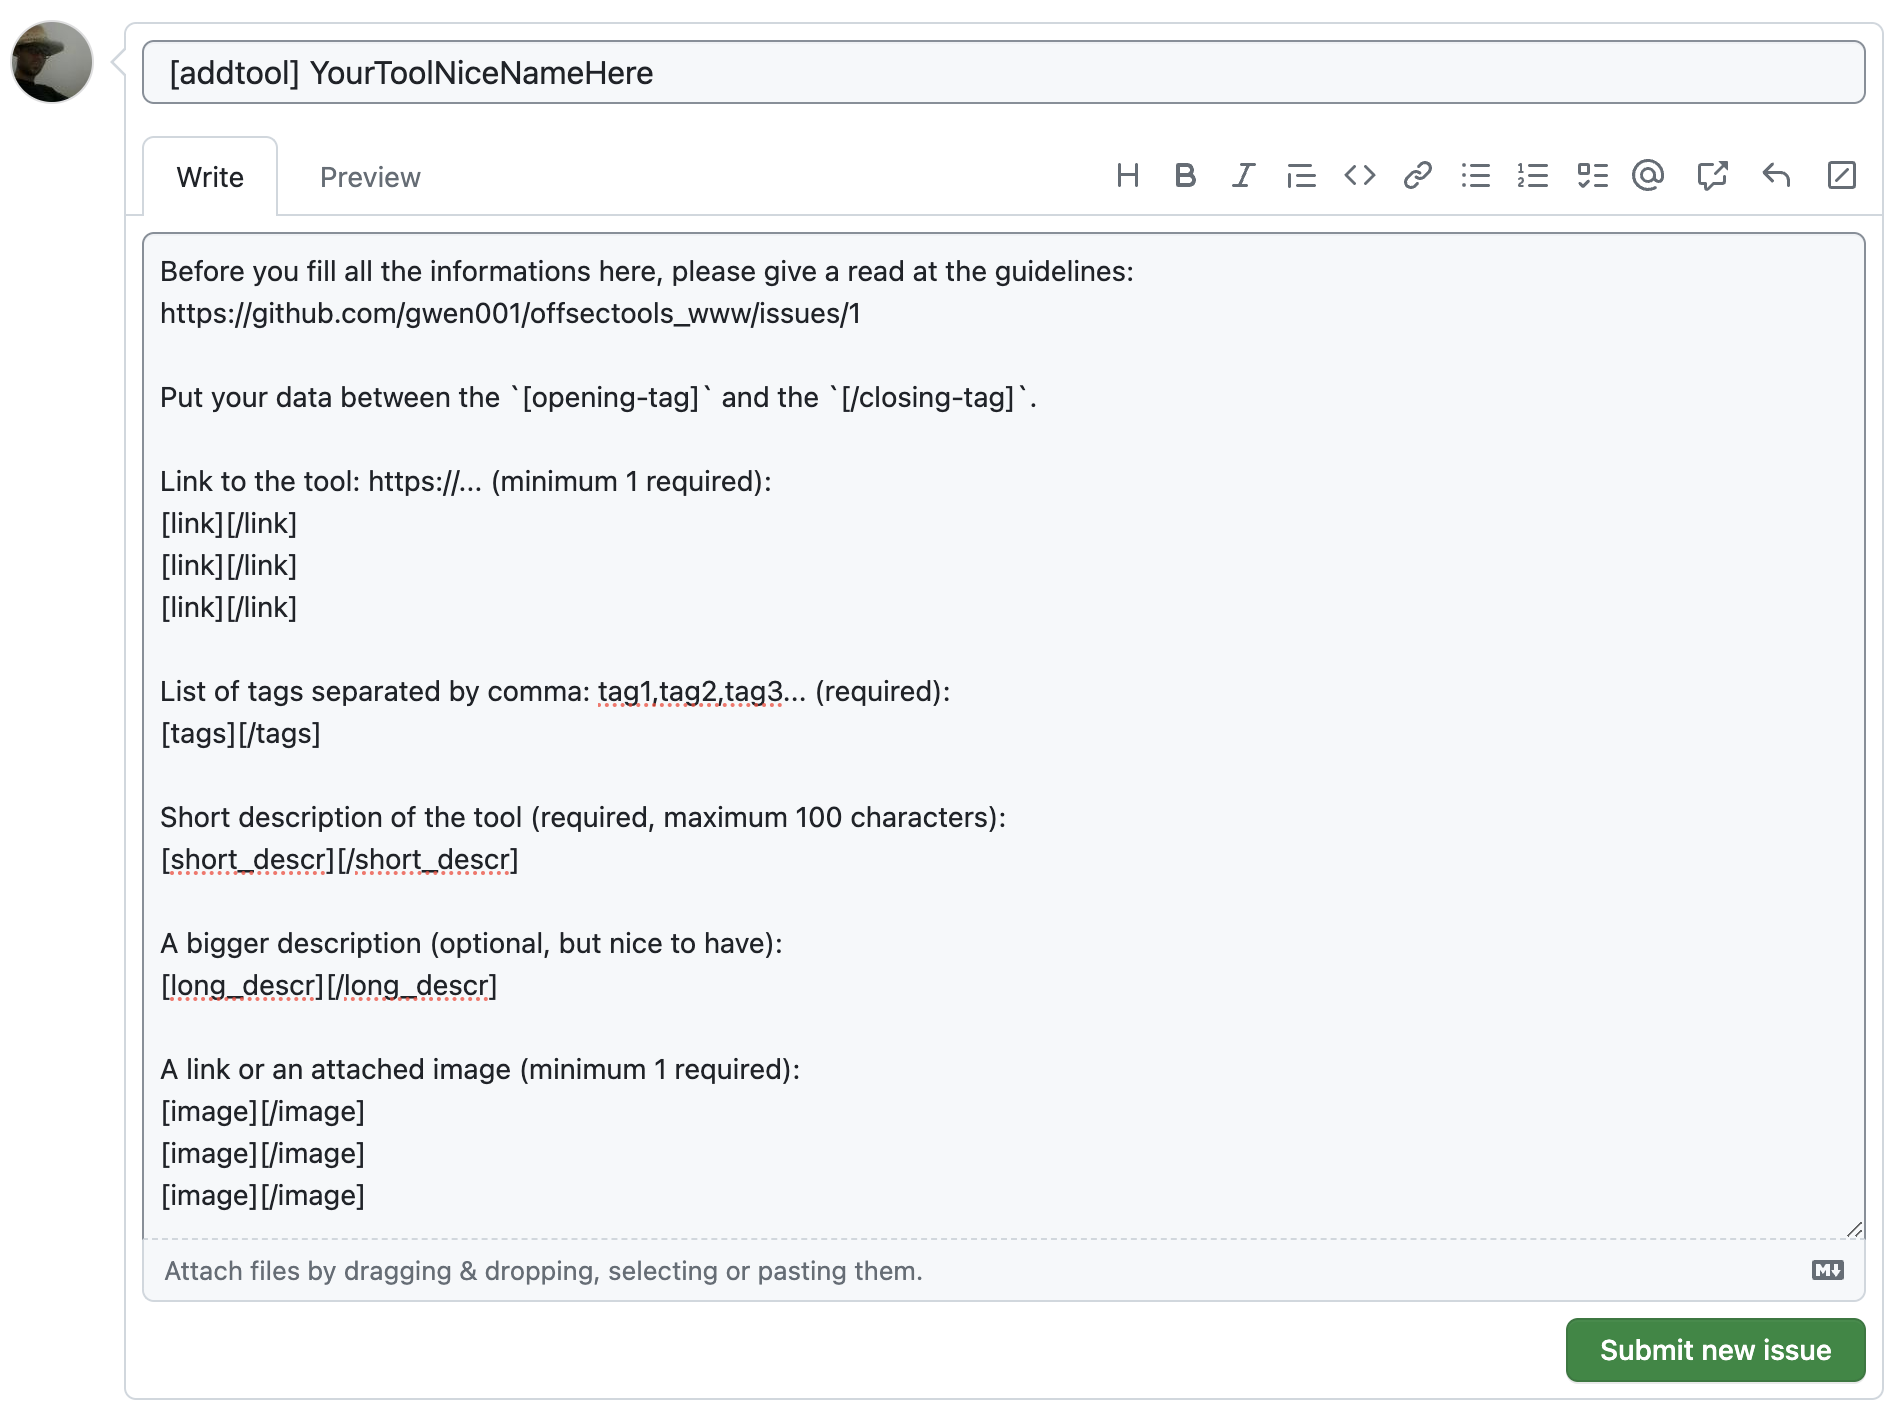 [addtool] YourToolNiceNameHere
Write
Preview
Before you fill all the informations here, please give a read at the guidelines:
https://github.com/gwen001/offsectools_www/issues/1
Put your data between the `[opening-tag]` and the `[/closing-tag]`.
Link to the tool: https://... (minimum 1 required):
[link][/link]
[link][/link]
[link][/link]
List of tags separated by comma: tag1,tag2,tag3... (required):
[tags][/tags]
Short description of the tool (required, maximum 100 characters):
[short_descr][/short_descr]
A bigger description (optional, but nice to have):
[long_descr][/long_descr]
A link or an attached image (minimum 1 required):
[image][/image]
[image][/image]
[image][/image]
Attach files by dragging & dropping, selecting or pasting them.
Submit new issue